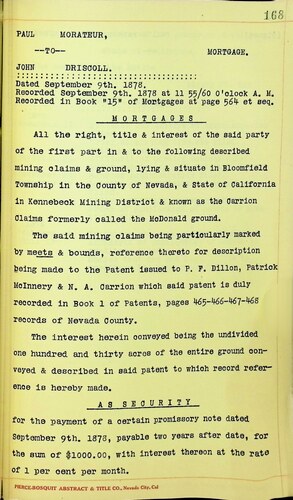 168
PAUL MORATEUR,
--TO-- MORTGAGE.
JOHN DRISCOLL.
Dated September 9th, 1878.
Recorded September 9th. 1878 at 11 55/60 O'clock A. M.
Recorded in Book "15" of Mortgages at page 564 et seq.
M O R T G A G E S
All the right, title & interest of the said party
of the first part in & to the following described
mining claims & ground, lying & situate in Bloomfield
Township in the County of Nevada, & State of California
in Kennebeck Mining District & known as the Carrion
Claims formerly called the McDonald ground.
The said mining claims being particularly marked
by meets & bounds, reference thereto for description
being made to the Patent issued to P. F. Dillon, Patrick
McInnery & N. A. Carrion which said patent is duly
recorded in Book 1 of Patents, pages 465-466-467-468
records of Nevada County.
The interest herein conveyed being the undivided
one hundred and thirty acres of the entire ground con-
veyed & described in said patent to which record refer-
ence is hereby made.
A S   S E C U R I T Y
for the payment of a certain promissory note dated
September 9th. 1878, payable two years after date, for
the sum of $1000.00, with interest thereon at the rate
of 1 per cent per month.
PIERCE-BOSQUIT ABSTRACT & TITLE CO., Nevada City, Cal